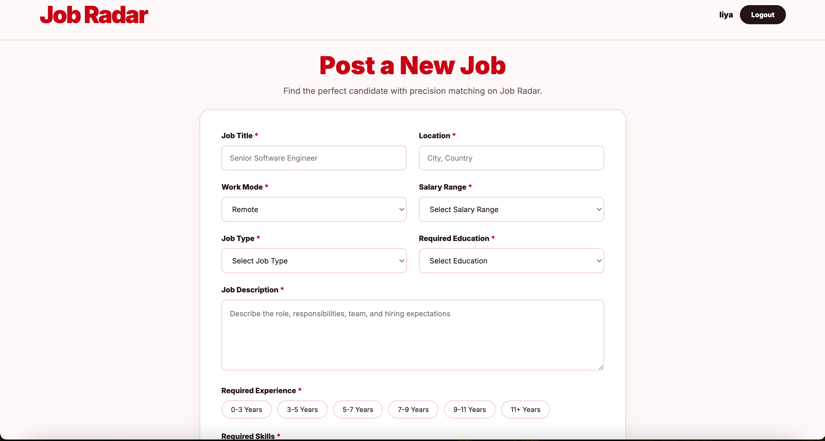 Job Radar
liya
Logout
Post a New Job
Find the perfect candidate with precision matching on Job Radar.
Job Title *
Location *
Senior Software Engineer
City, Country
Work Mode *
Salary Range *
Remote
Select Salary Range
Job Type *
Required Education *
Select Job Type
Select Education
Job Description *
Describe the role, responsibilities, team, and hiring expectations
Required Experience *
0-3 Years
3-5 Years
5-7 Years
7-9 Years
9-11 Years
11+ Years
Required Skills *